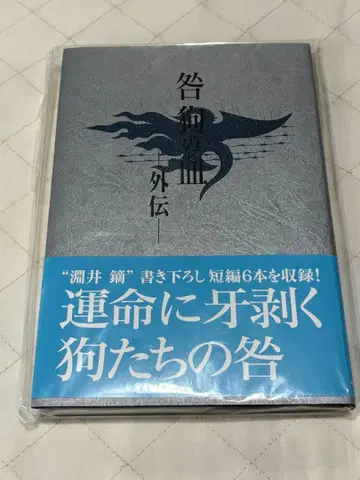 咎狗の血
―外伝―
“淵井 鏑”書き下ろし 短編6本を収録!
運命に牙剥く
狗たちの咎